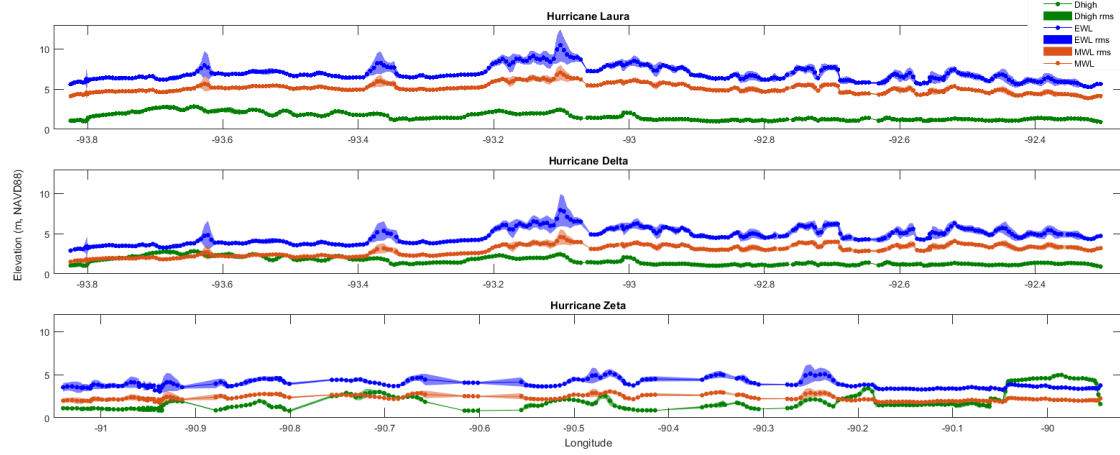 Dhigh
Dhigh rms
EWL
EWL rms
MWL rms
MWL
Hurricane Laura
10
5
0
-93.8 -93.6 -93.4 -93.2 -93 -92.8 -92.6 -92.4
Hurricane Delta
10
5
0
-93.8 -93.6 -93.4 -93.2 -93 -92.8 -92.6 -92.4
Elevation (m, NAVD88)
Hurricane Zeta
10
5
0
-91 -90.9 -90.8 -90.7 -90.6 -90.5 -90.4 -90.3 -90.2 -90.1 -90
Longitude